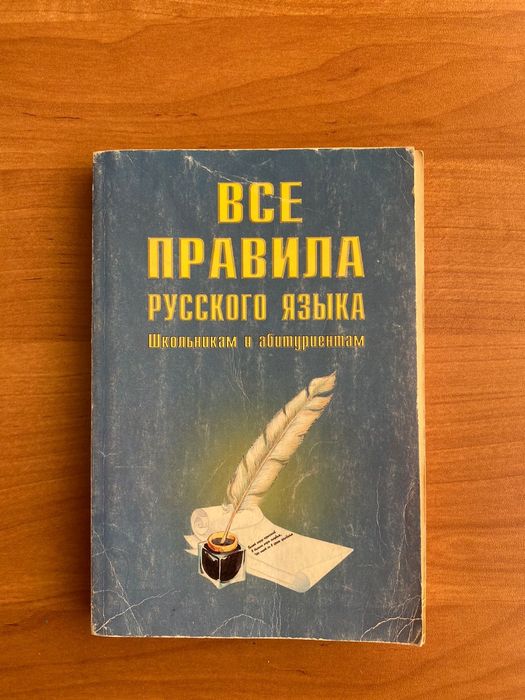 ВСЕ
ПРАВИЛА
РУССКОГО ЯЗЫКА
Школьникам и абитуриентам